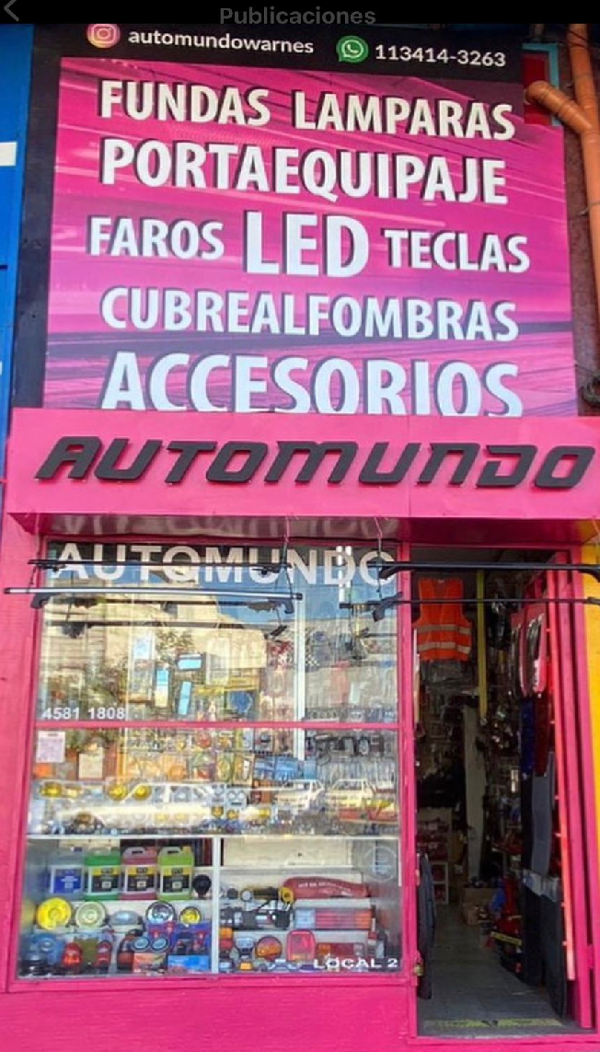 Publicaciones
automundowarnes
113414-3263
FUNDAS LAMPARAS
PORTAEQUIPAJE
FAROS LED TECLAS
CUBREALFOMBRAS
ACCESORIOS
AUTOMUNDO
AUTOMUNDO
4581 1808
LOCAL 2